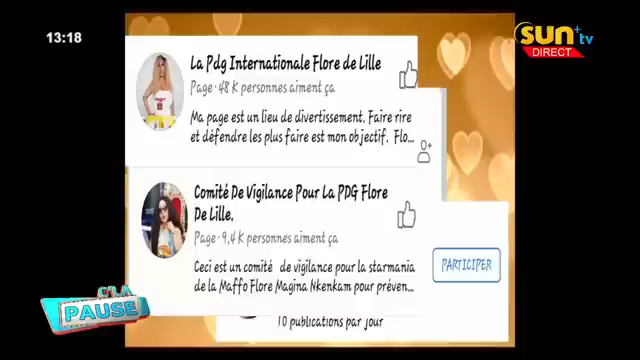 13:18
SUN+tv
DIRECT
La Pdg Internationale Flore de Lille
Page · 48 K personnes aiment ça
Ma page est un lieu de divertissement. Faire rire
et défendre les plus faire est mon objectif. Flo...
Comité De Vigilance Pour La PDG Flore
De Lille.
Page · 9,4 K personnes aiment ça
Ceci est un comité de vigilance pour la starmania
de la Maffo Flore Magina Nkenkam pour préven...
PARTICIPER
10 publications par jour
C'LA
PAUSE